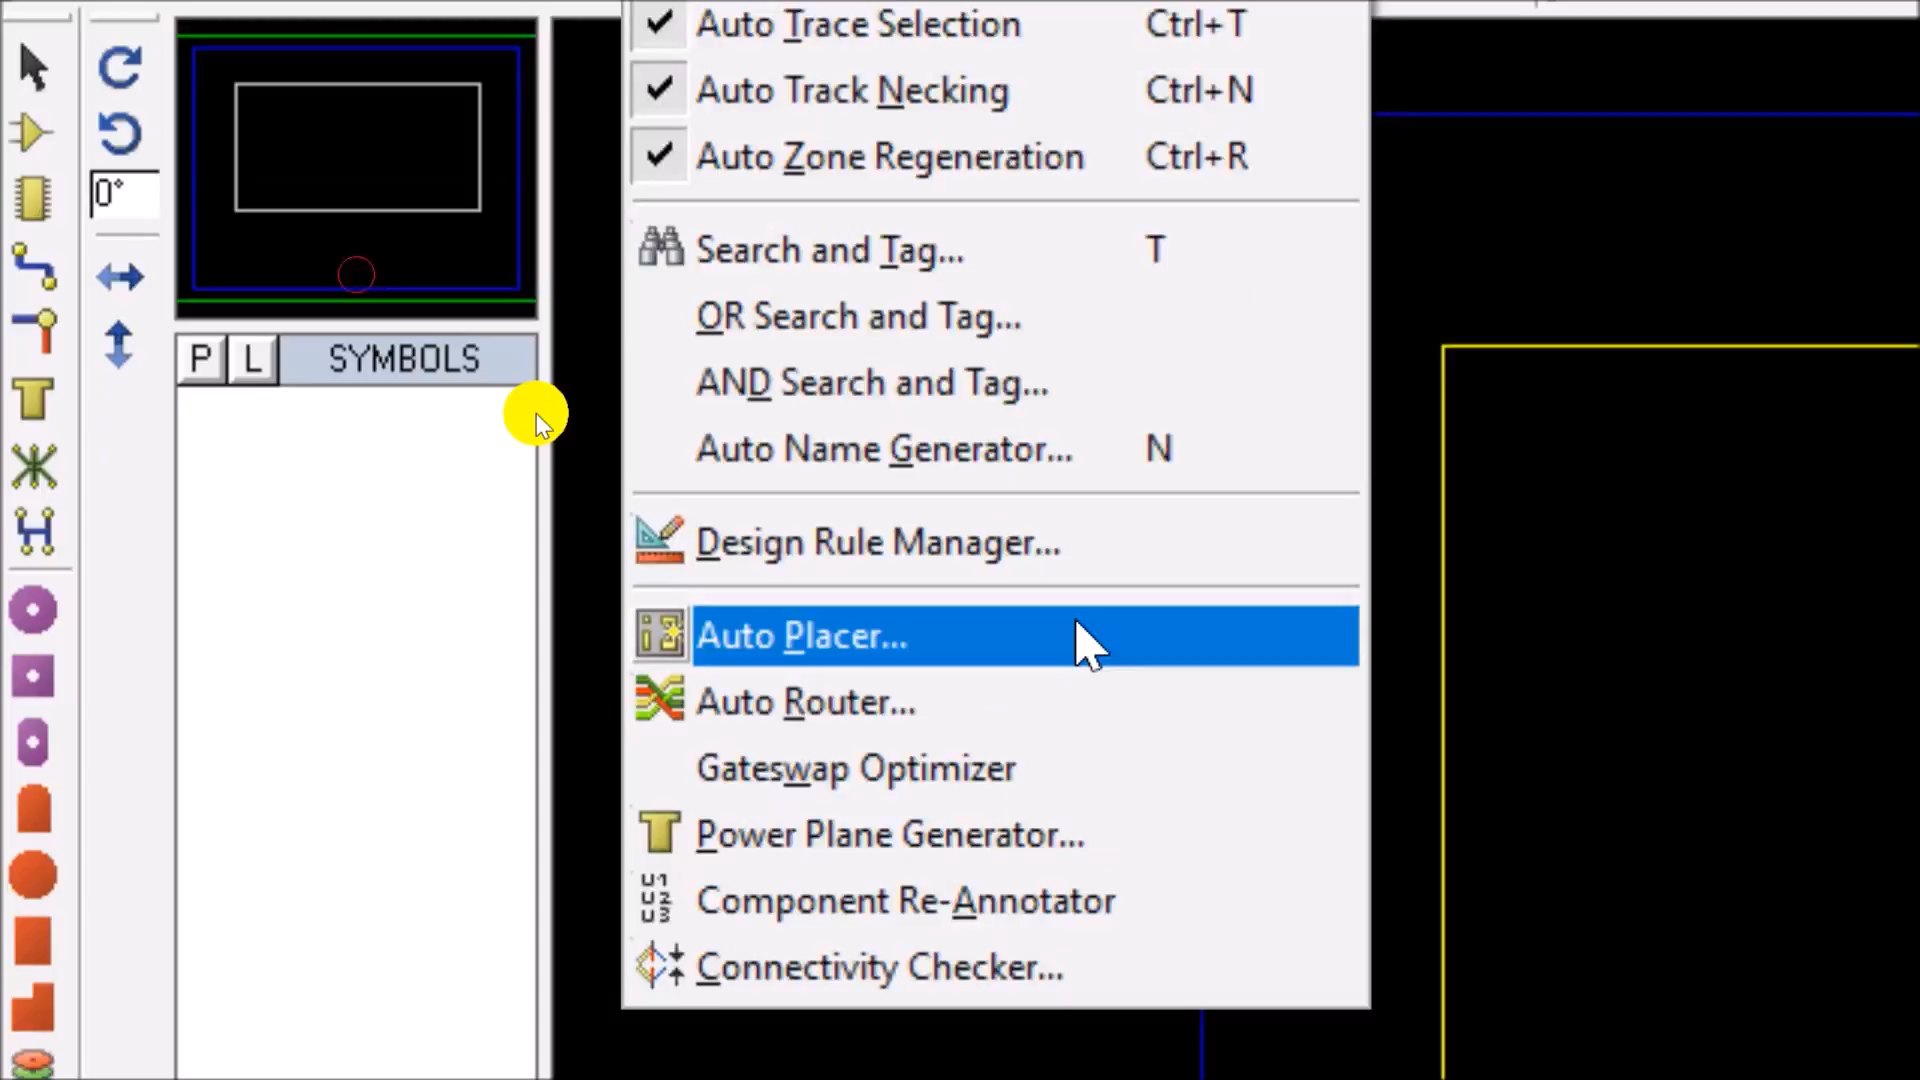 Auto Trace Selection Ctrl+T
Auto Track Necking Ctrl+N
Auto Zone Regeneration Ctrl+R
0°
Search and Tag... T
OR Search and Tag...
P L SYMBOLS
AND Search and Tag...
Auto Name Generator... N
Design Rule Manager...
Auto Placer...
Auto Router...
Gateswap Optimizer
Power Plane Generator...
U1
U2
U3
Component Re-Annotator
Connectivity Checker...